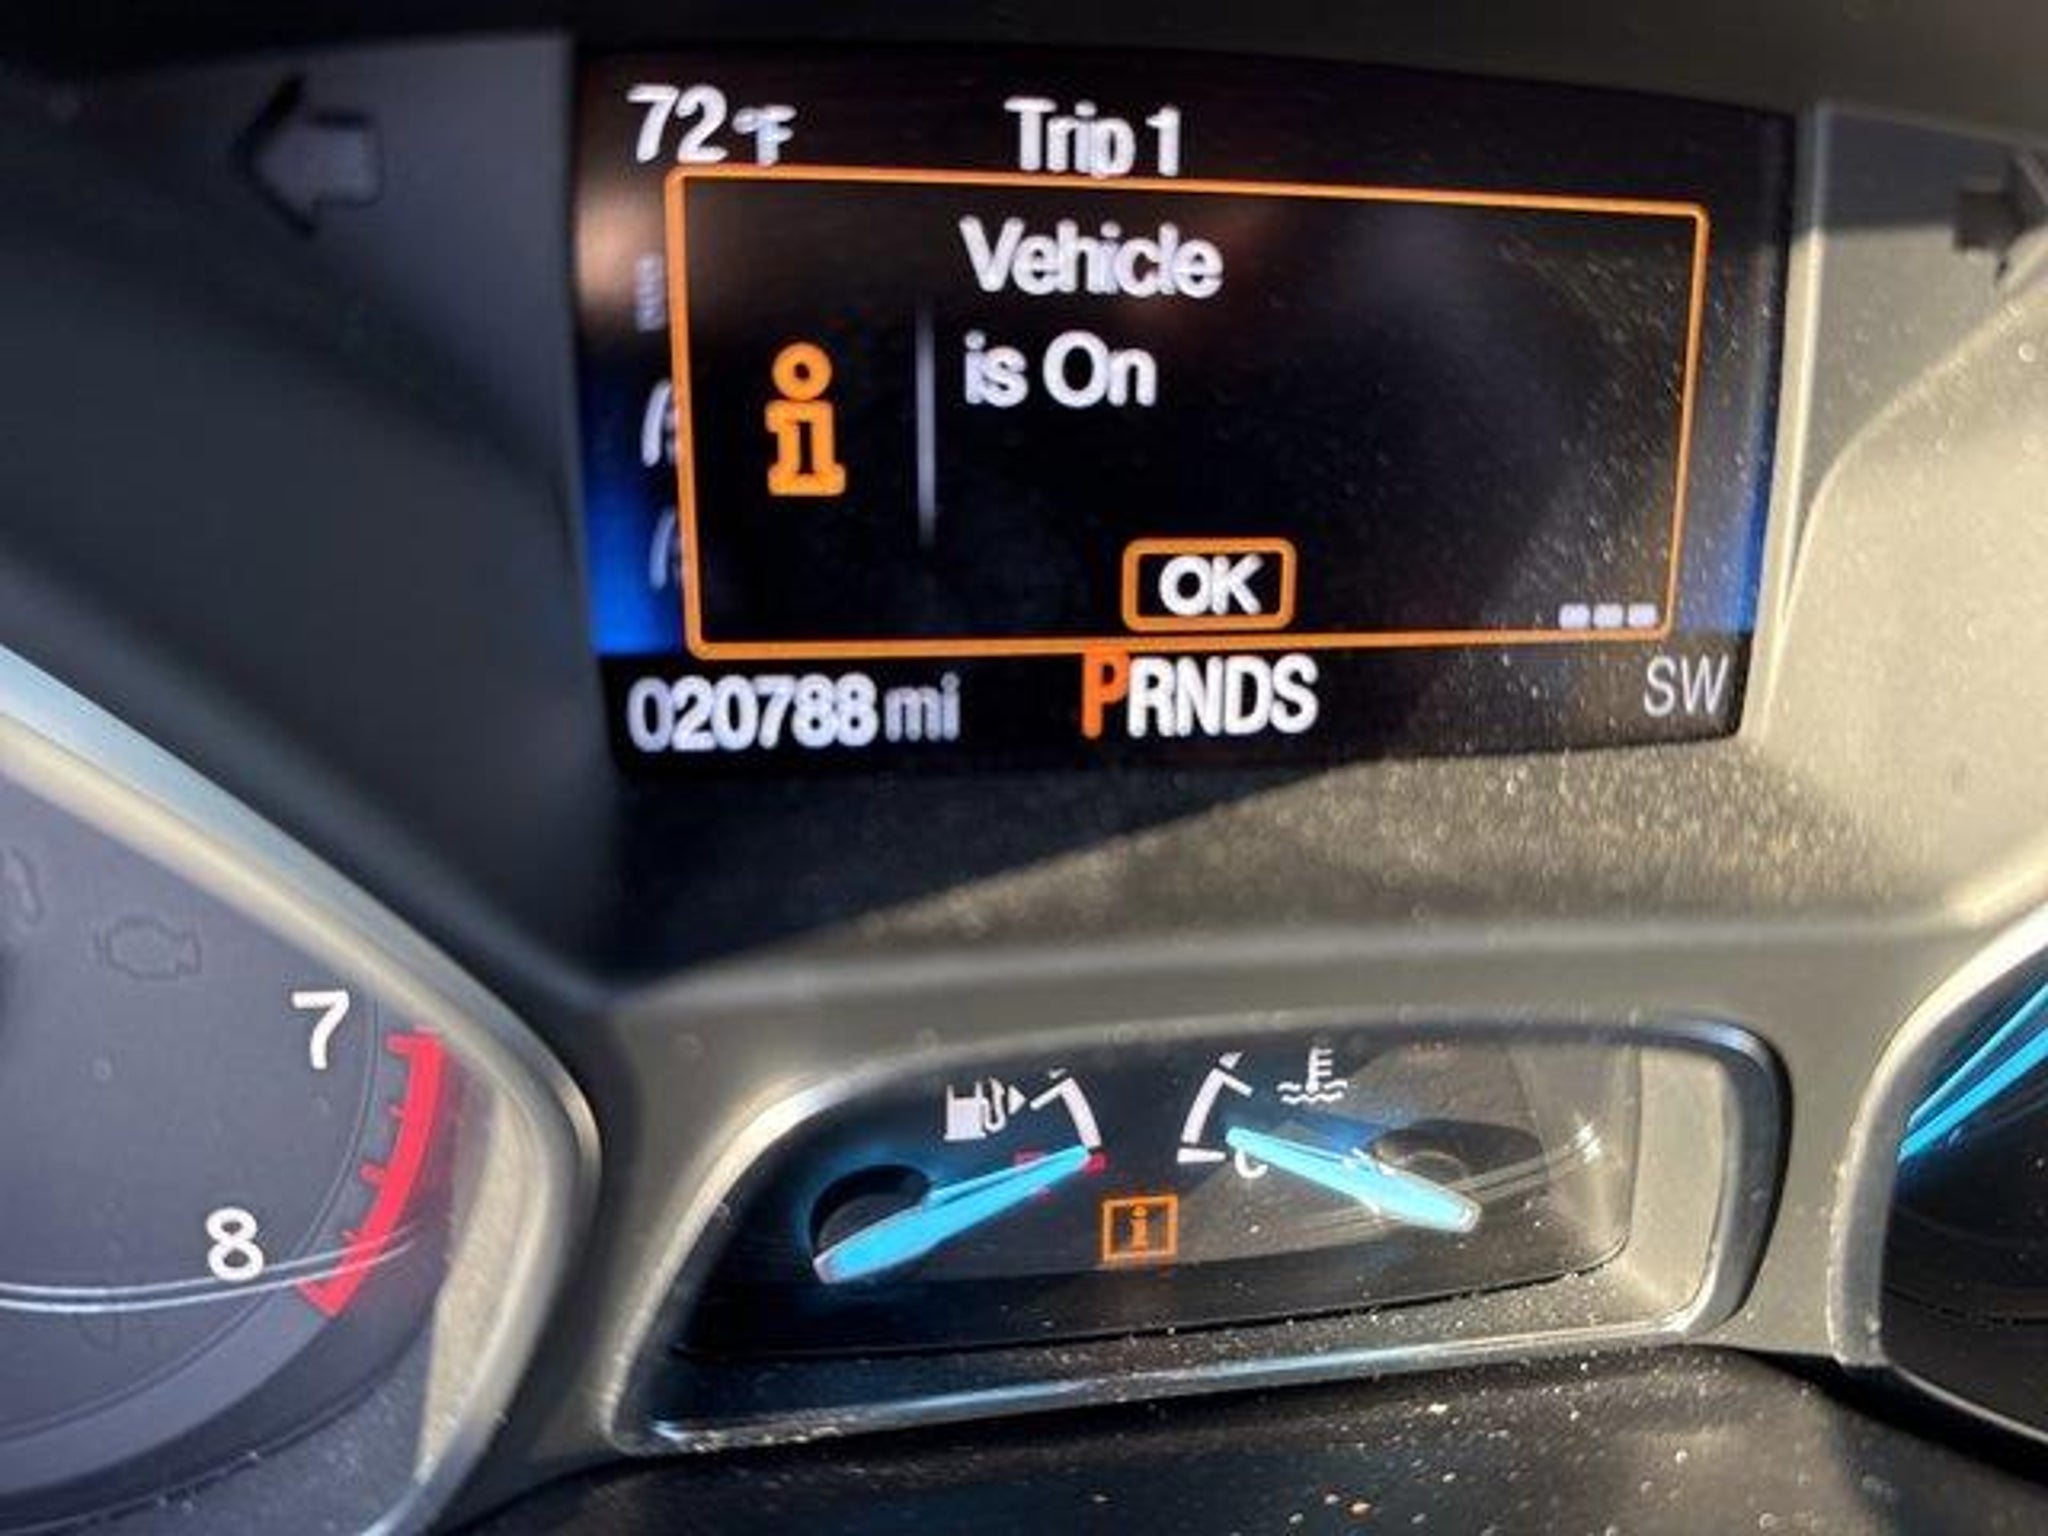 72°F Trip 1
Vehicle
is On
i
OK
020788 mi PRNDS SW
7
8
C
i